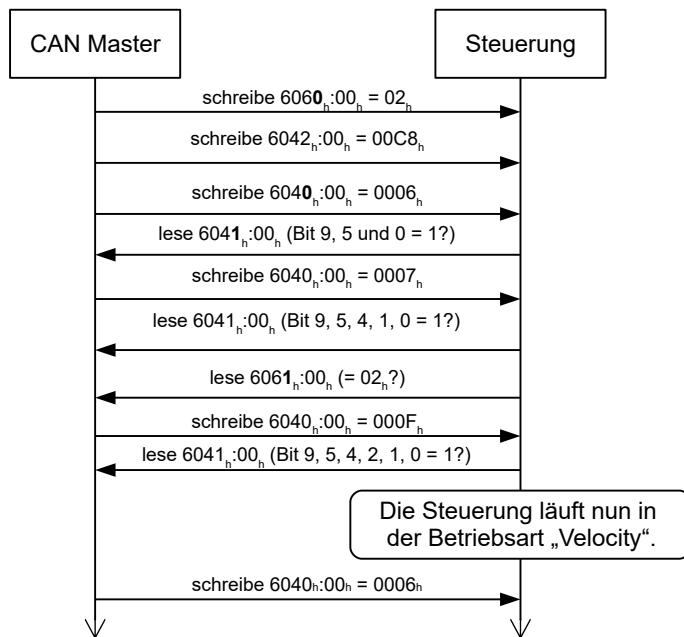 CAN Master
Steuerung
schreibe 6060h:00h = 02h
schreibe 6042h:00h = 00C8h
schreibe 6040h:00h = 0006h
lese 6041h:00h (Bit 9, 5 und 0 = 1?)
schreibe 6040h:00h = 0007h
lese 6041h:00h (Bit 9, 5, 4, 1, 0 = 1?)
lese 6061h:00h (= 02h?)
schreibe 6040h:00h = 000Fh
lese 6041h:00h (Bit 9, 5, 4, 2, 1, 0 = 1?)
Die Steuerung läuft nun in
der Betriebsart „Velocity“.
schreibe 6040h:00h = 0006h